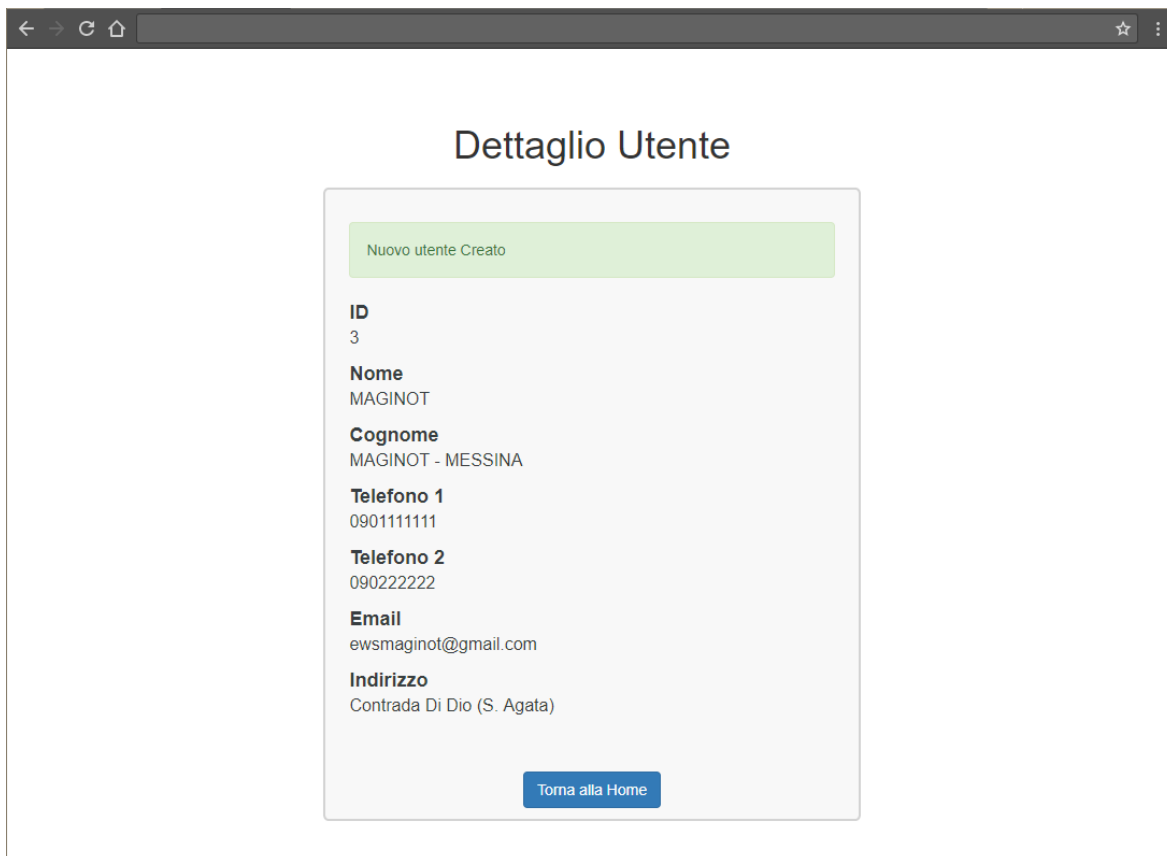 Dettaglio Utente
Nuovo utente Creato
ID
3
Nome
MAGINOT
Cognome
MAGINOT - MESSINA
Telefono 1
0901111111
Telefono 2
090222222
Email
ewsmaginot@gmail.com
Indirizzo
Contrada Di Dio (S. Agata)
Torna alla Home